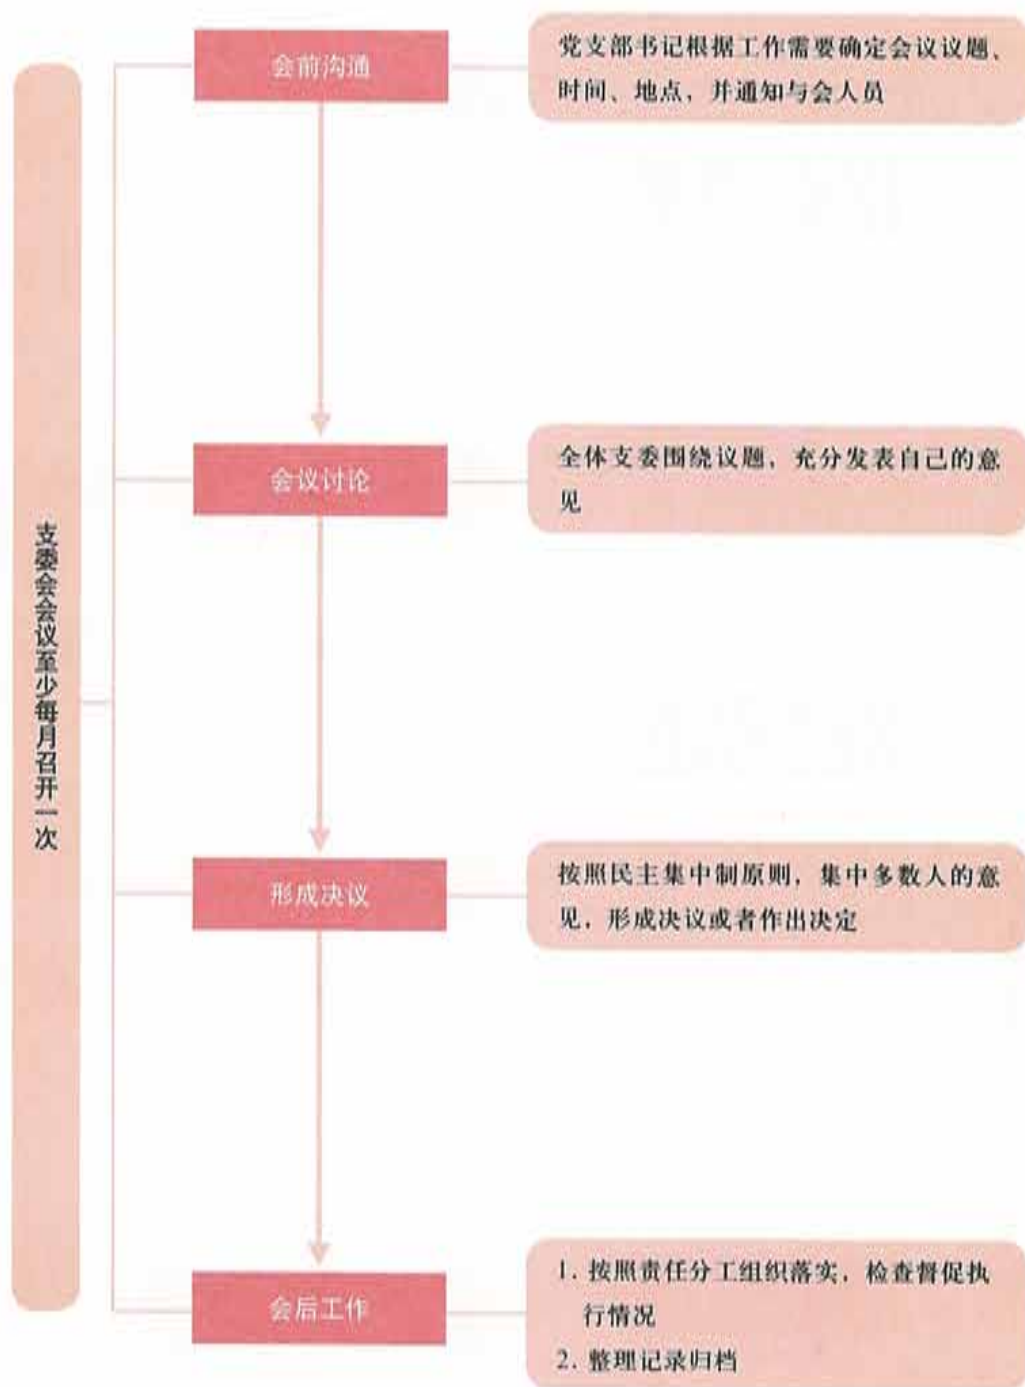 支委会会议至少每月召开一次
会前沟通
党支部书记根据工作需要确定会议议题、
时间、地点，并通知与会人员
会议讨论
全体支委围绕议题，充分发表自己的意
见
形成决议
按照民主集中制原则，集中多数人的意
见，形成决议或者作出决定
会后工作
1. 按照责任分工组织落实，检查督促执
行情况
2. 整理记录归档